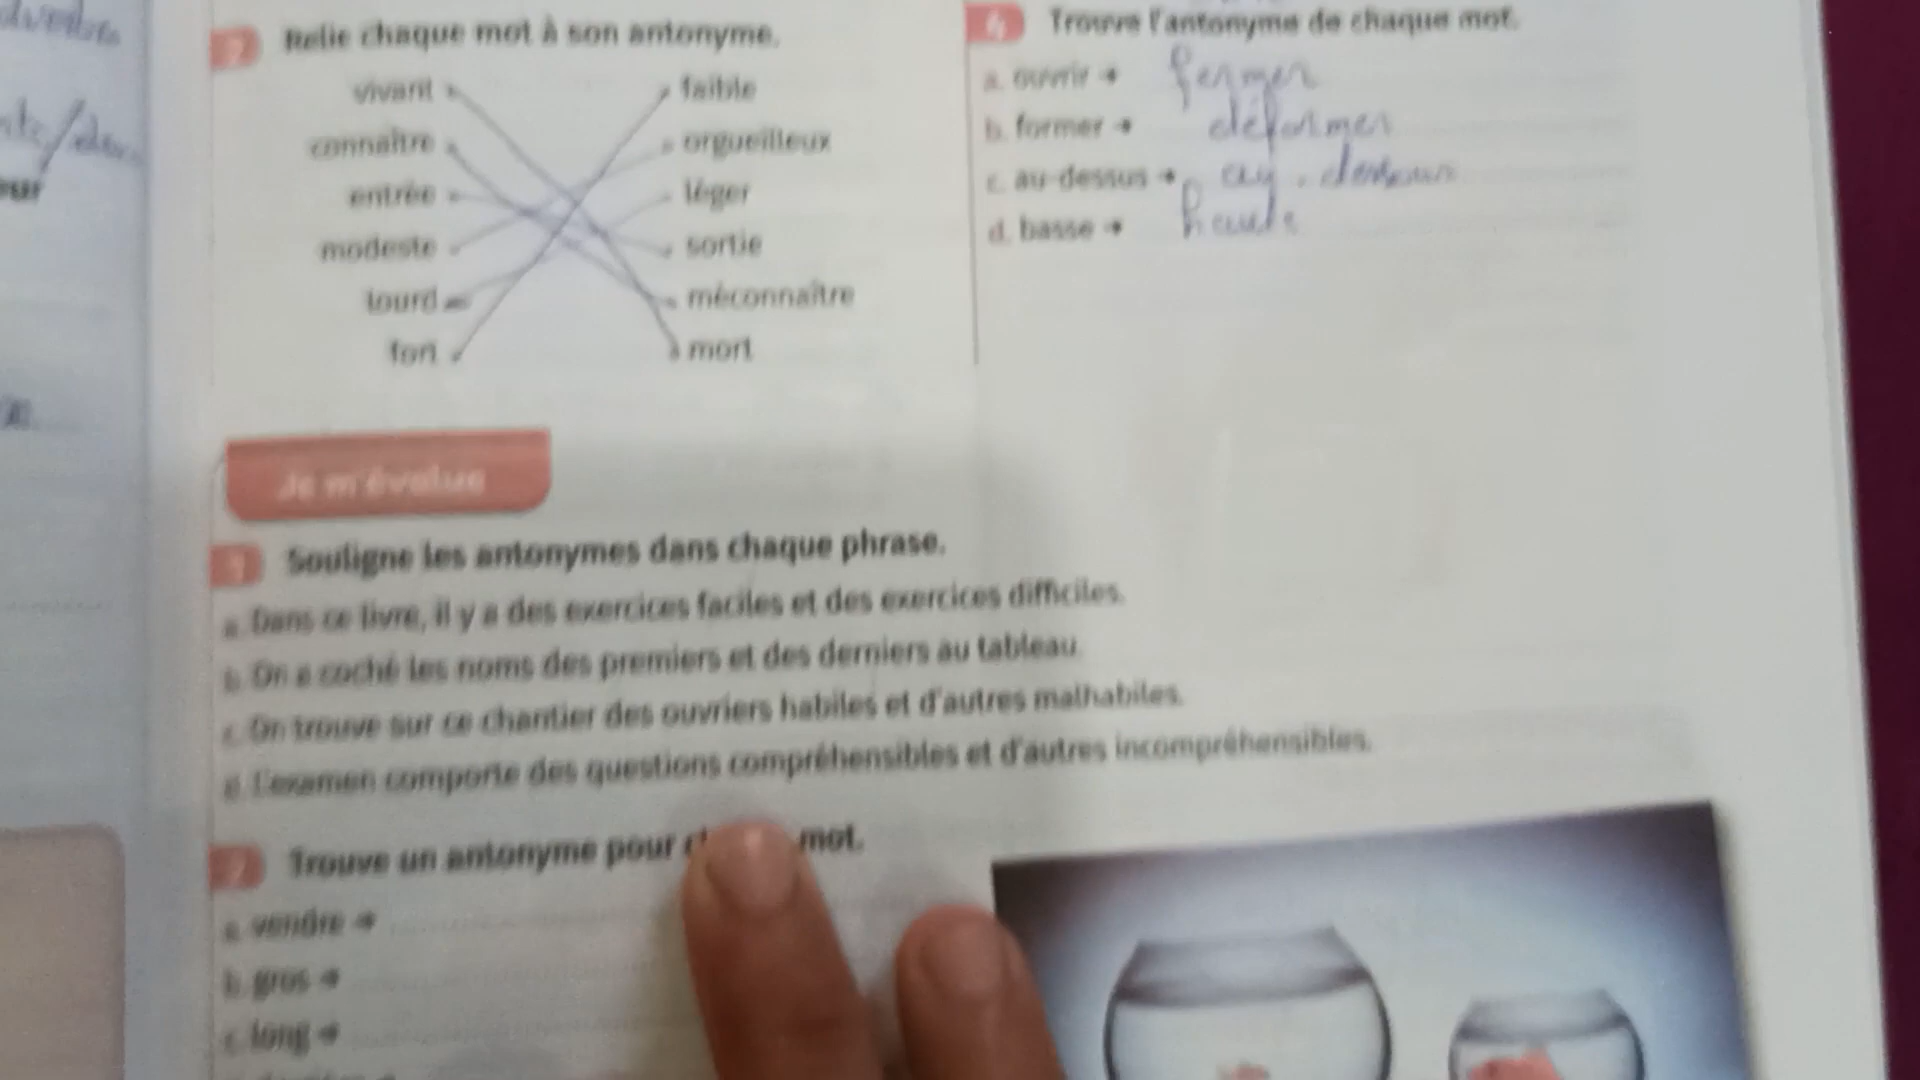 Relie chaque mot à son antonyme.
vivant
connaître
entrée
modeste
lourd
fort
faible
orgueilleux
léger
sortie
méconnaître
mort
4 Trouve l'antonyme de chaque mot.
a. ouvrir → fermer
b. former → déformer
c. au-dessus →
d. basse → haute
Je m'évalue
1 Souligne les antonymes dans chaque phrase.
a. Dans ce livre, il y a des exercices faciles et des exercices difficiles.
b. On a coché les noms des premiers et des derniers au tableau.
c. On trouve sur ce chantier des ouvriers habiles et d'autres malhabiles.
d. L'examen comporte des questions compréhensibles et d'autres incompréhensibles.
2 Trouve un antonyme pour mot.
a. vendre →
b. gros →
c. long →